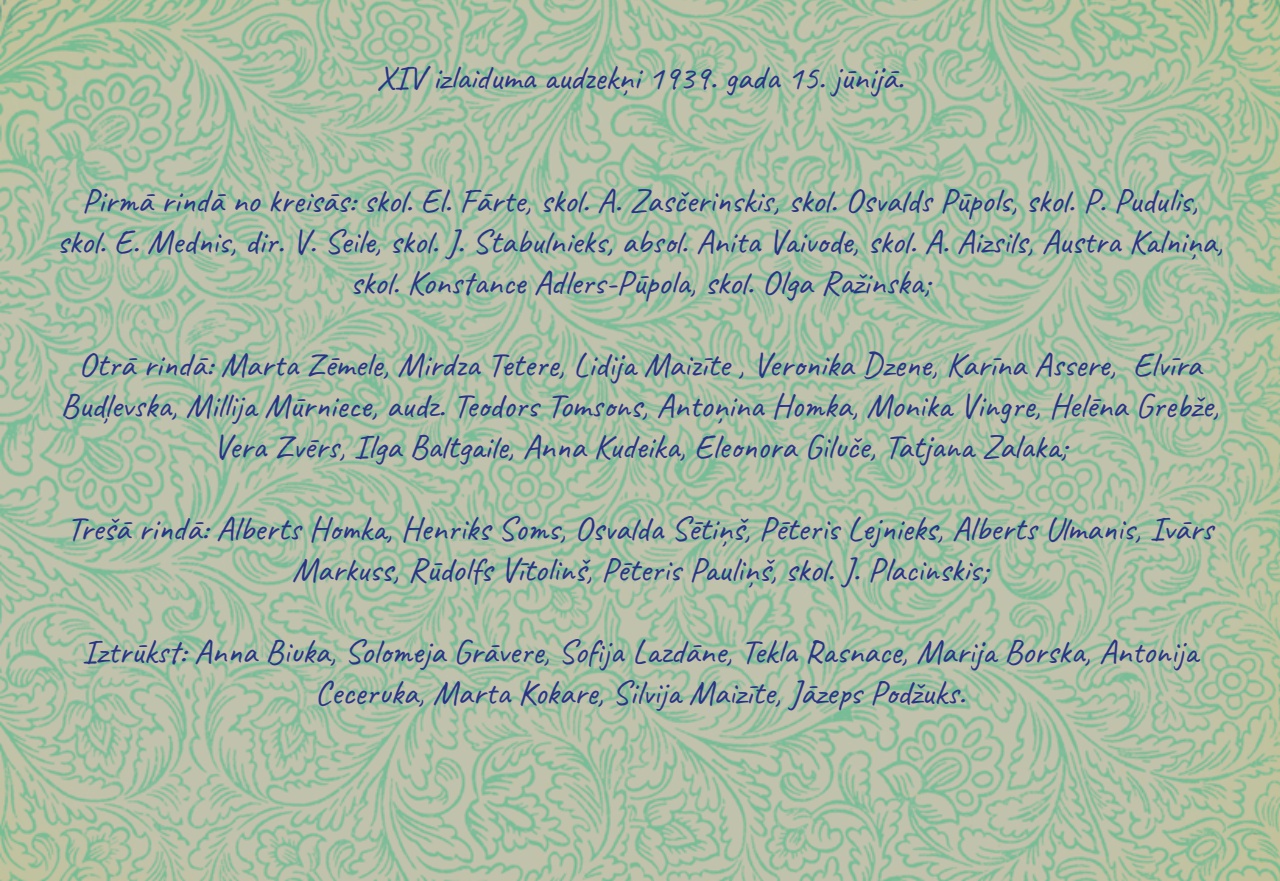 XIV izlaiduma audzekņi 1939. gada 15. jūnijā.
Pirmā rindā no kreisās: skol. El. Fārte, skol. A. Zasčerinskis, skol. Osvalds Pūpols, skol. P. Pudulis,
skol. E. Mednis, dir. V. Seile, skol. J. Stabulnieks, absol. Anita Vaivode, skol. A. Aizsils, Austra Kalniņa,
skol. Konstance Adlers-Pūpola, skol. Olga Ražinska;
Otrā rindā: Marta Zēmele, Mirdza Tetere, Lidija Maizīte , Veronika Dzene, Karīna Assere,  Elvīra
Budļevska, Millija Mūrniece, audz. Teodors Tomsons, Antoņina Homka, Monika Vingre, Helēna Grebže,
Vera Zvērs, Ilga Baltgaile, Anna Kudeika, Eleonora Giluče, Tatjana Zalaka;
Trešā rindā: Alberts Homka, Henriks Soms, Osvalda Sētiņš, Pēteris Lejnieks, Alberts Ulmanis, Ivārs
Markuss, Rūdolfs Vītolinš, Pēteris Pauliņš, skol. J. Placinskis;
Iztrūkst: Anna Biuka, Solomeja Grāvere, Sofija Lazdāne, Tekla Rasnace, Marija Borska, Antonija
Ceceruka, Marta Kokare, Silvija Maizīte, Jāzeps Podžuks.